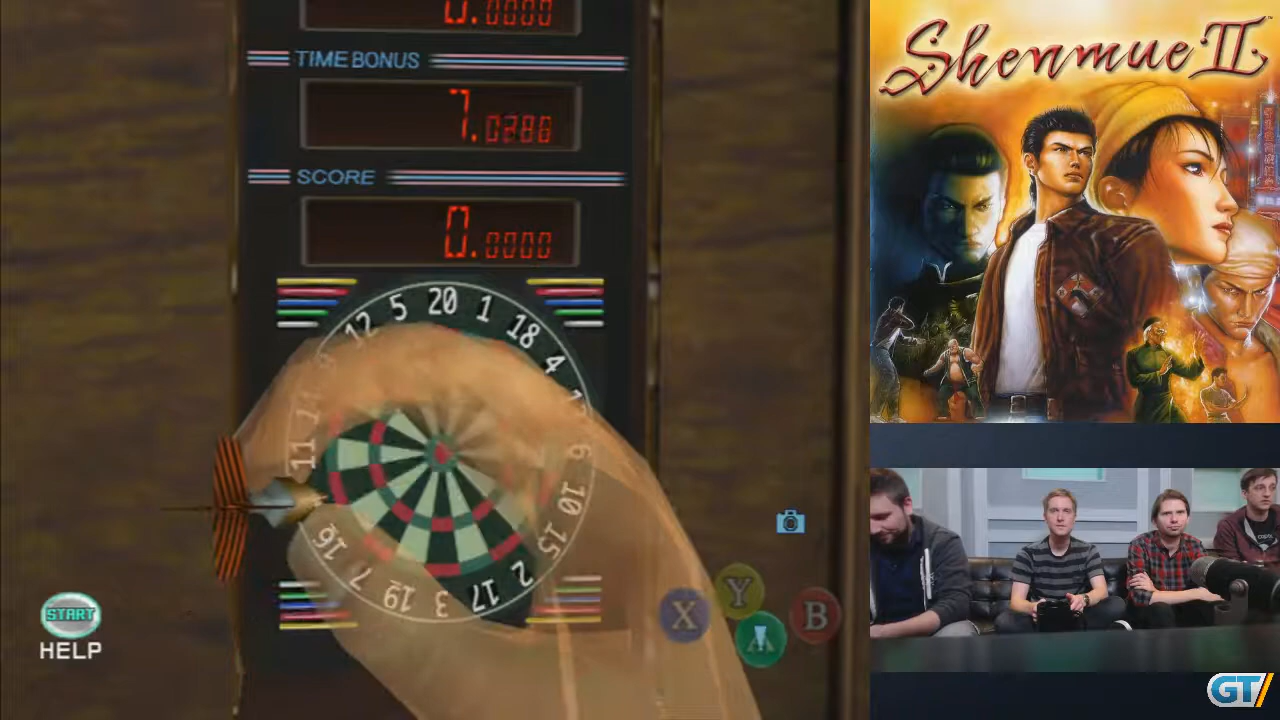 0.0000
TIME BONUS
7.0286
SCORE
0.0000
5 20 1
12 18
4
11 6
10
16 15
7 2
19 3 17
START
HELP
Y
X B
A
Shenmue II
GT/